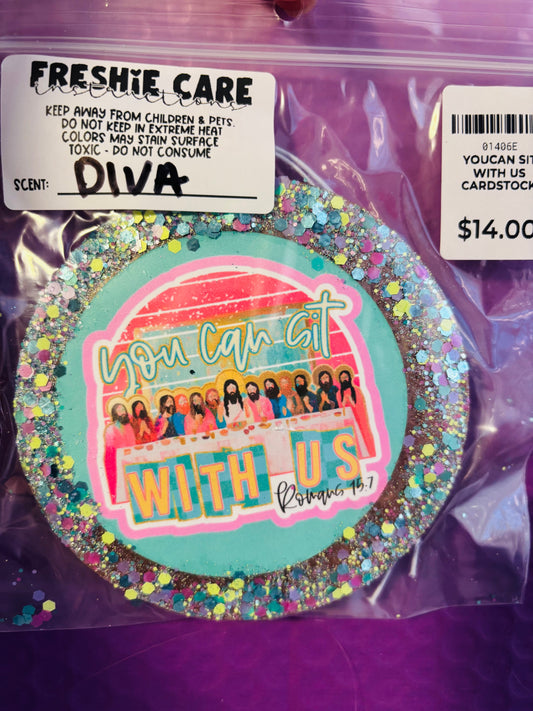 FRESHIE CARE
instructions
KEEP AWAY FROM CHILDREN & PETS.
DO NOT KEEP IN EXTREME HEAT
COLORS MAY STAIN SURFACE
TOXIC - DO NOT CONSUME
SCENT: DIVA
01406E
YOUCAN SIT
WITH US
CARDSTOCK
$14.00
you can sit
WITH US
Romans 15:7